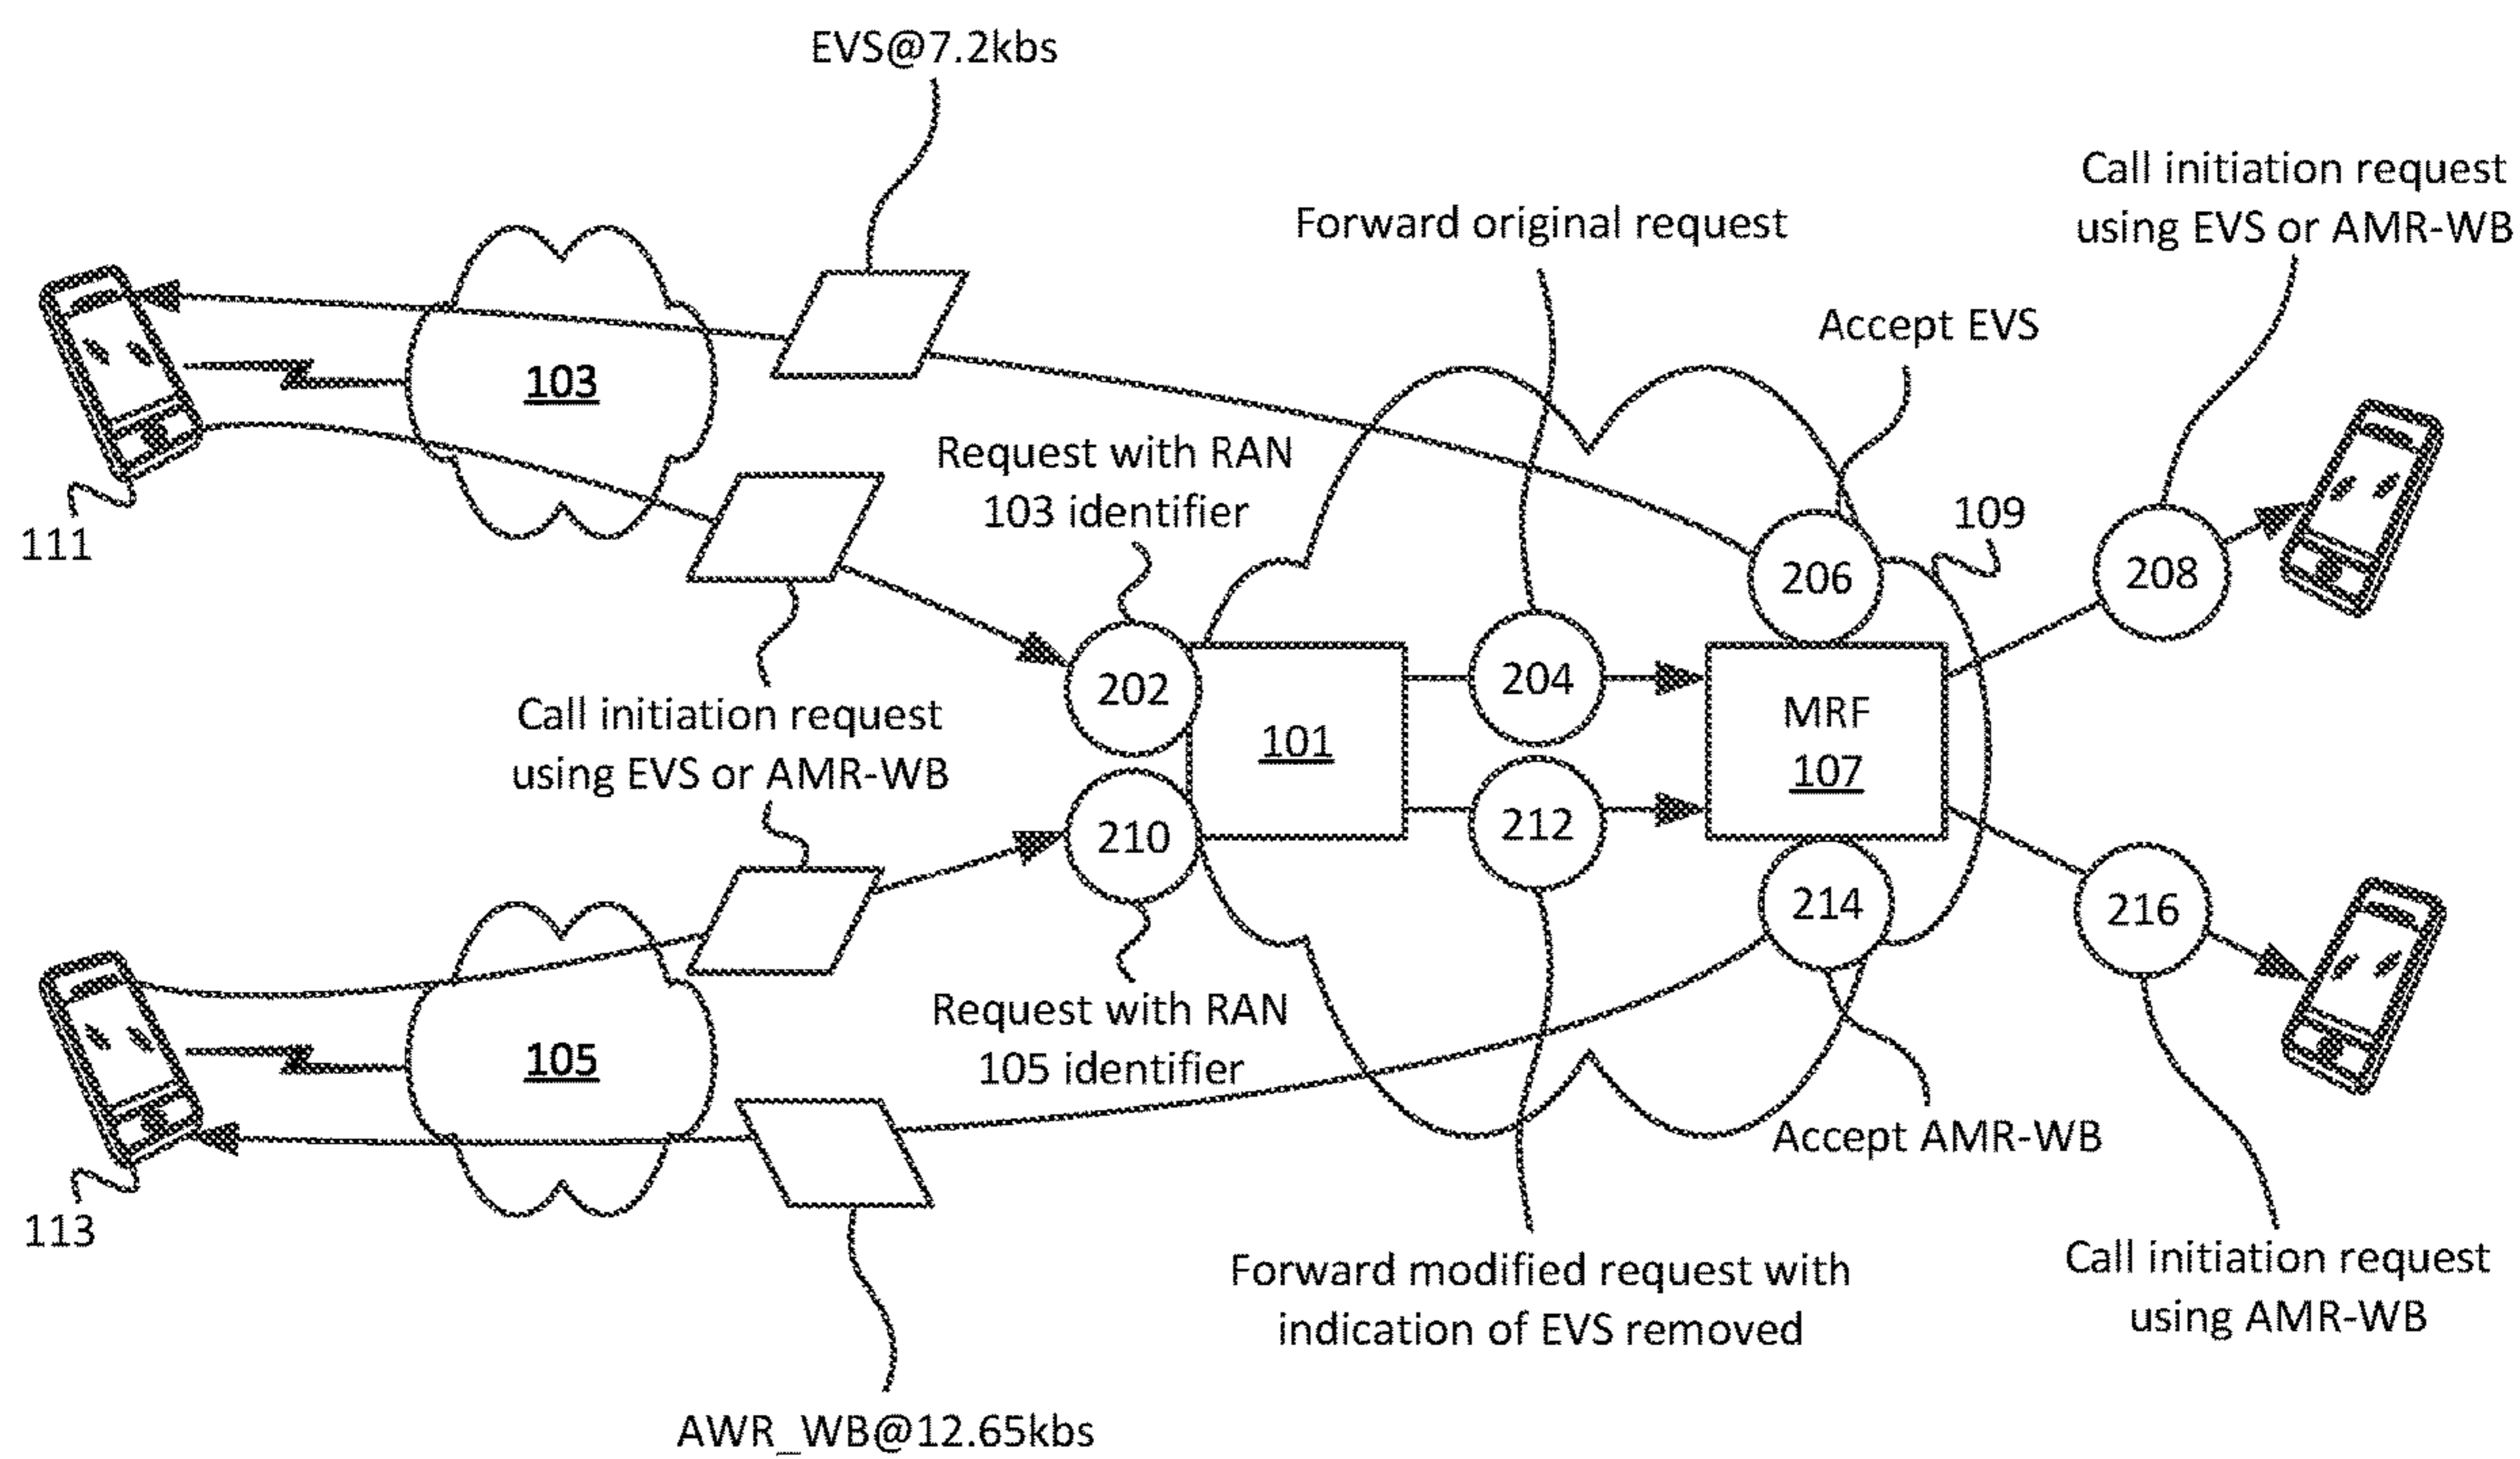 EVS@7.2kbs
Call initiation request
using EVS or AMR-WB
Forward original request
Accept EVS
103
Request with RAN
103 identifier
111
109
206
208
202
204
Call initiation request
using EVS or AMR-WB
101
MRF
107
210
212
214
216
105
Request with RAN
105 identifier
Accept AMR-WB
113
Forward modified request with
indication of EVS removed
Call initiation request
using AMR-WB
AWR_WB@12.65kbs